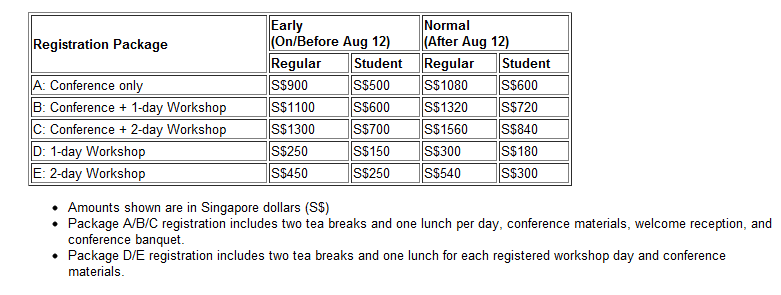 Registration Package
Early
(On/Before Aug 12)
Normal
(After Aug 12)
Regular Student Regular Student
A: Conference only S$900 S$500 S$1080 S$600
B: Conference + 1-day Workshop S$1100 S$600 S$1320 S$720
C: Conference + 2-day Workshop S$1300 S$700 S$1560 S$840
D: 1-day Workshop S$250 S$150 S$300 S$180
E: 2-day Workshop S$450 S$250 S$540 S$300
• Amounts shown are in Singapore dollars (S$)
• Package A/B/C registration includes two tea breaks and one lunch per day, conference materials, welcome reception, and
conference banquet.
• Package D/E registration includes two tea breaks and one lunch for each registered workshop day and conference
materials.